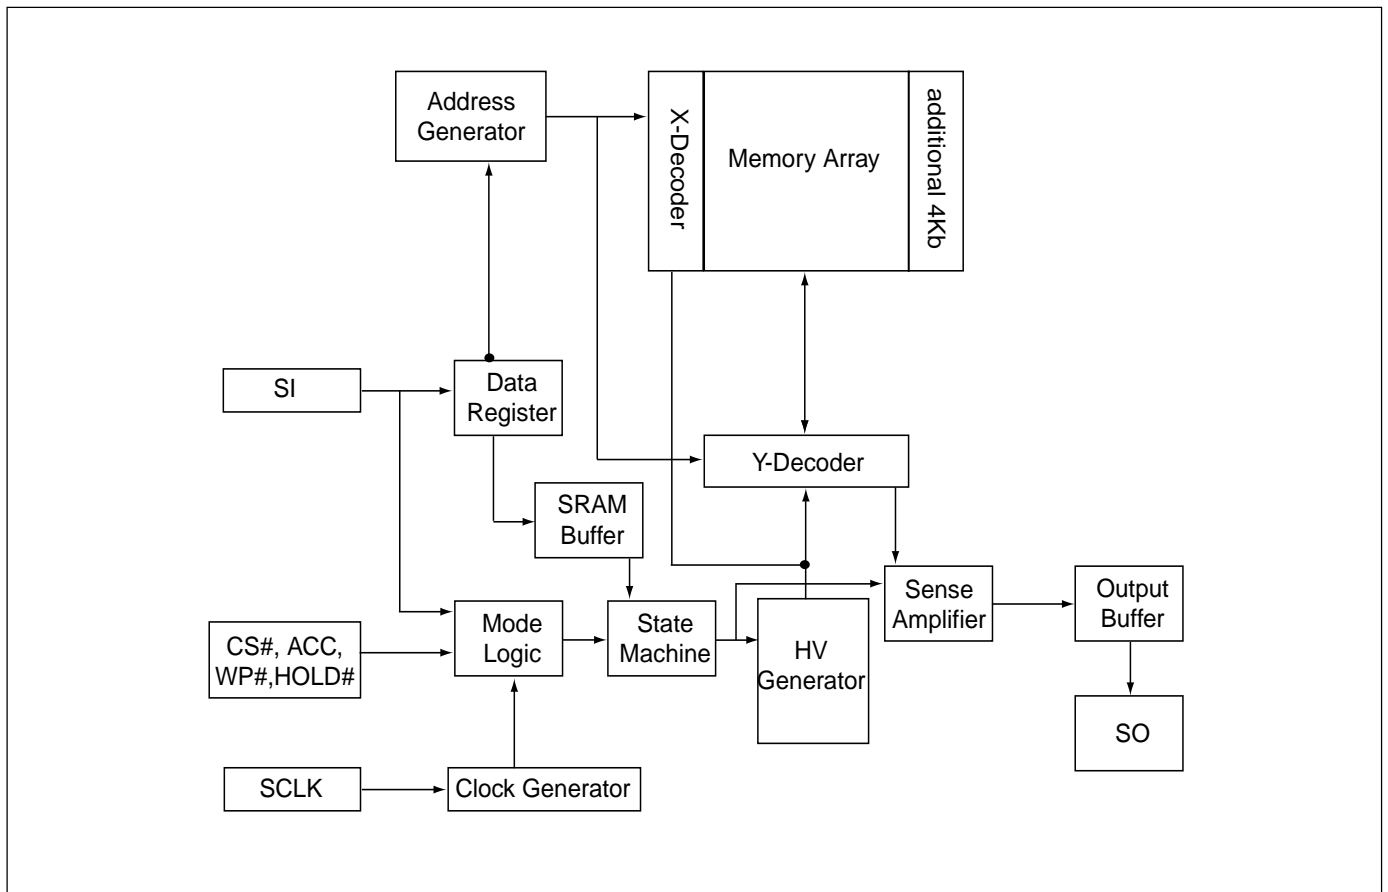 Address
Generator
X-Decoder
Memory Array
additional 4Kb
SI
Data
Register
Y-Decoder
SRAM
Buffer
Sense
Amplifier
Output
Buffer
CS#, ACC,
WP#,HOLD#
Mode
Logic
State
Machine
HV
Generator
SO
SCLK
Clock Generator